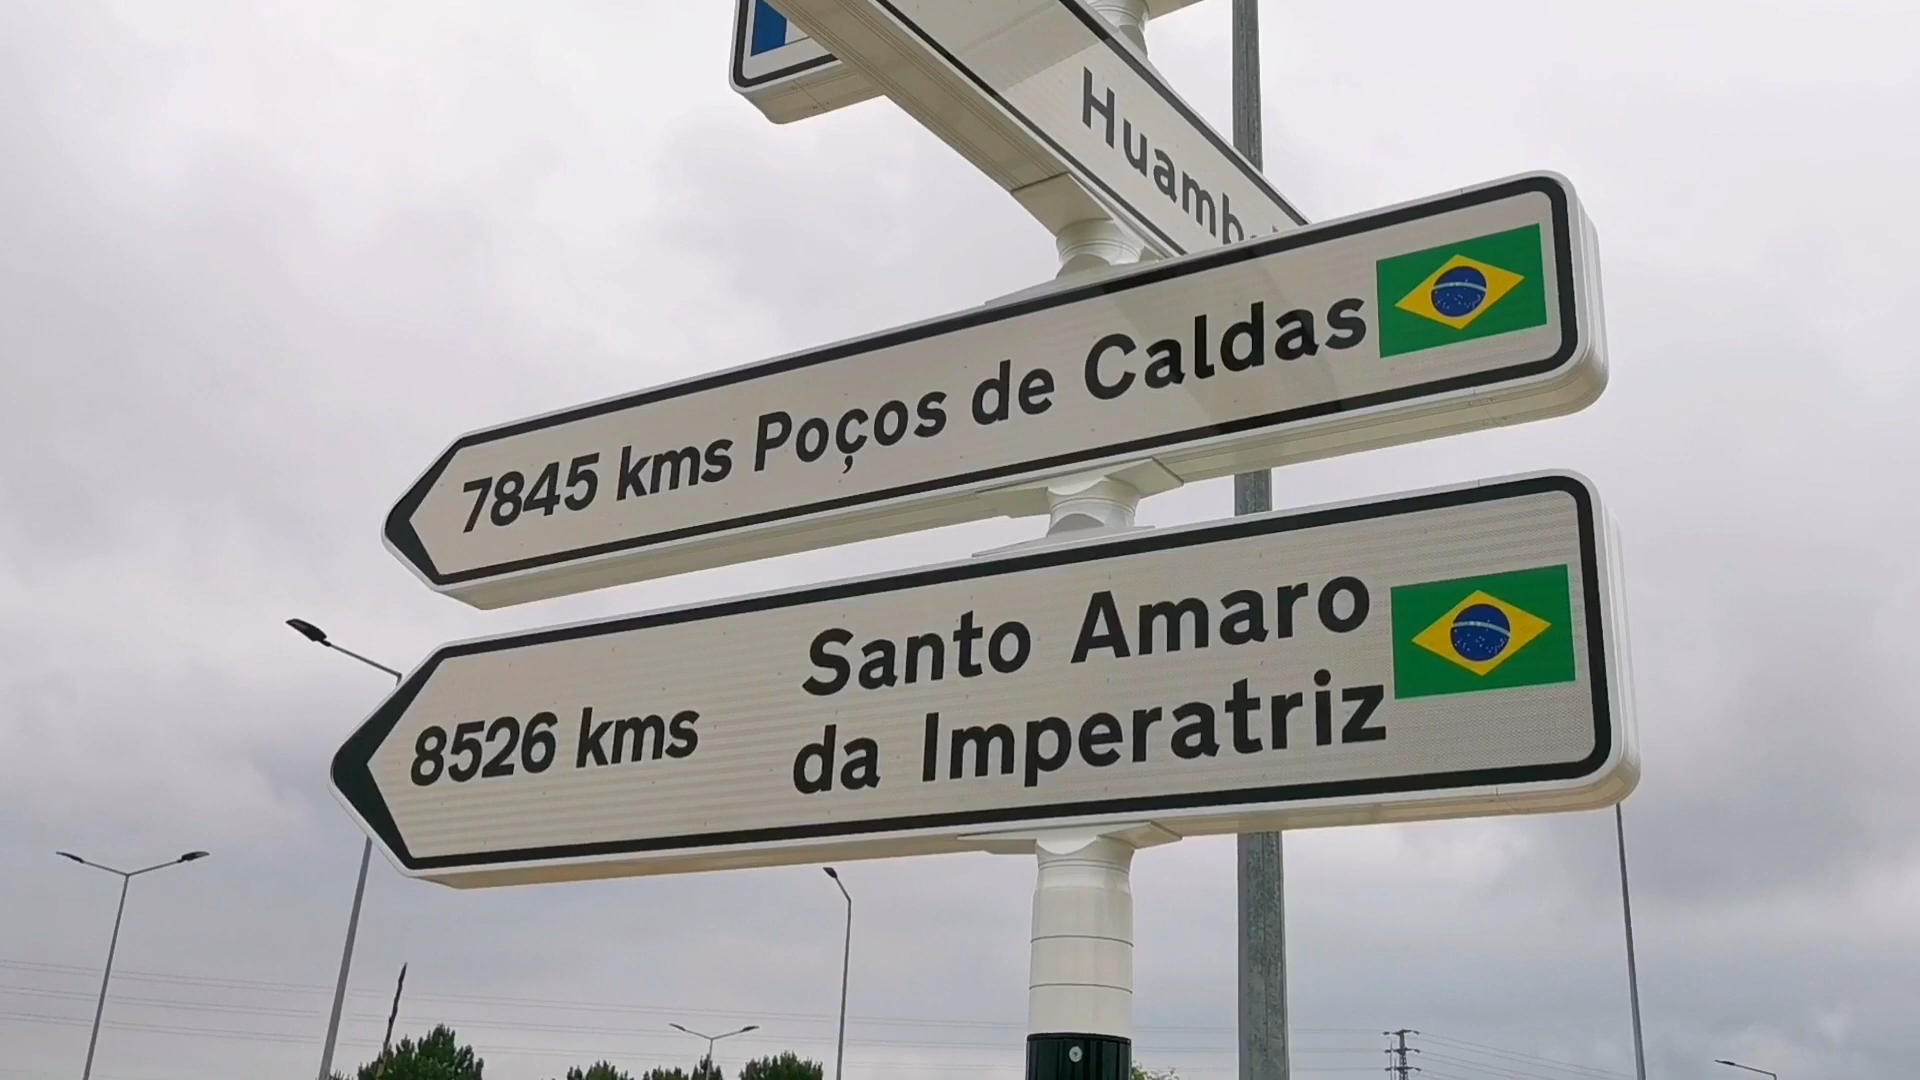 Huamb
7845 kms Poços de Caldas
8526 kms
Santo Amaro
da Imperatriz